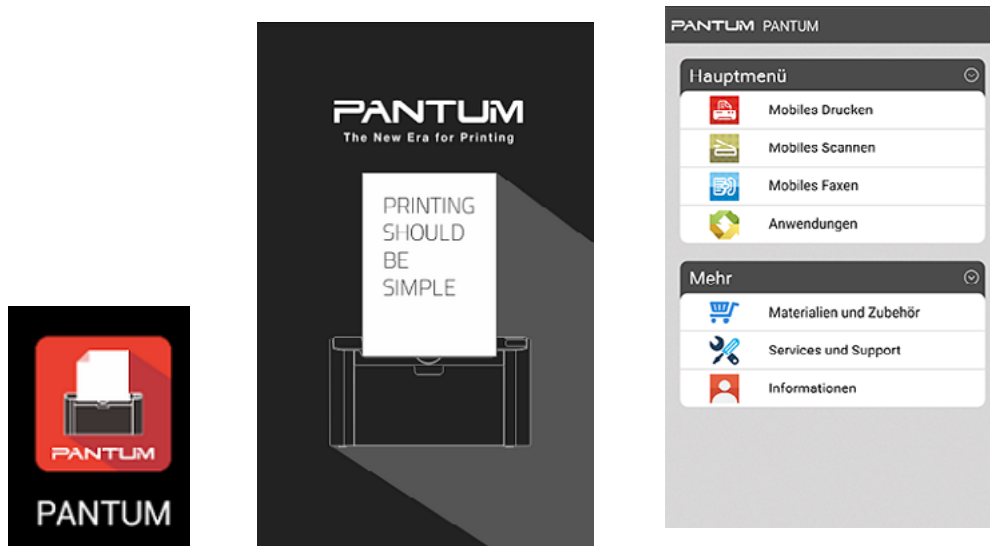 PANTUM
PANTUM
PANTUM
The New Era for Printing
PRINTING
SHOULD
BE
SIMPLE
PANTUM PANTUM
Hauptmenü
Mobiles Drucken
Mobiles Scannen
Mobiles Faxen
Anwendungen
Mehr
Materialien und Zubehör
Services und Support
Informationen